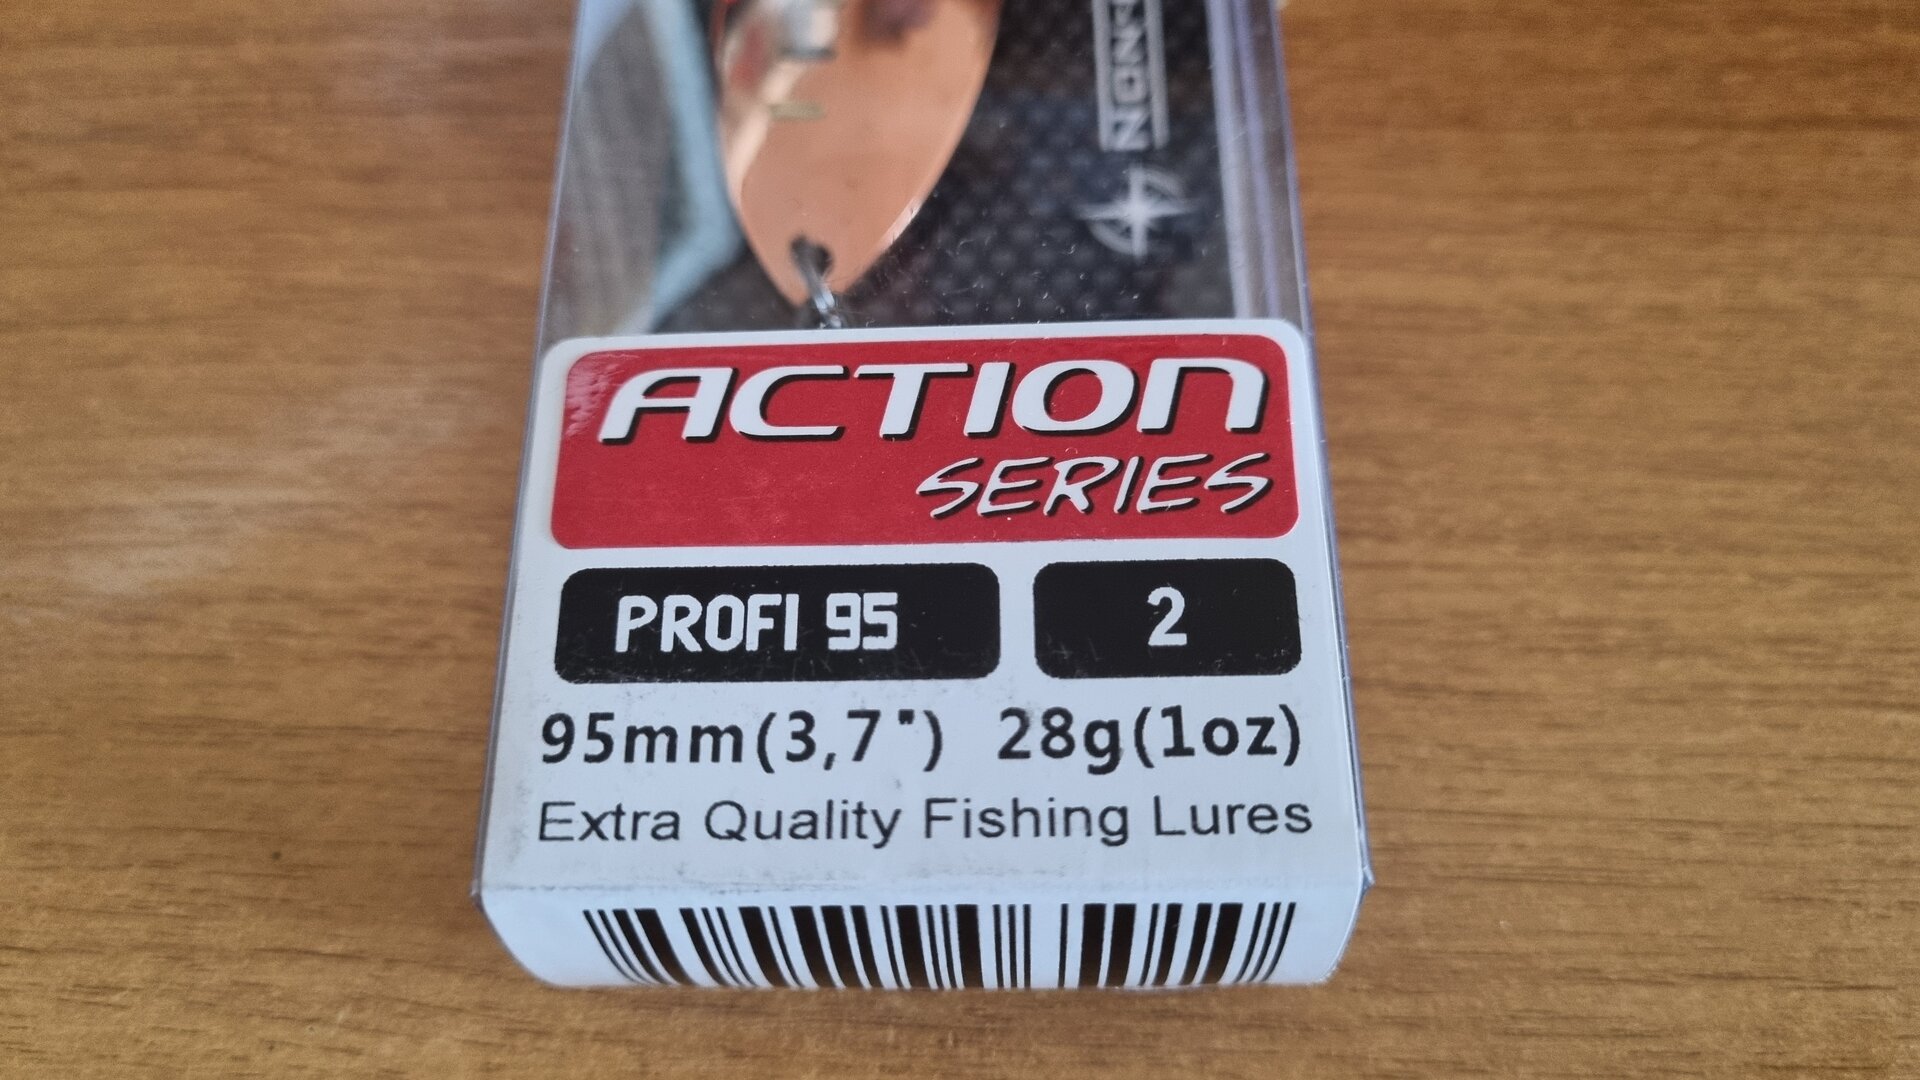 ACTION
SERIES
PROFI 95
2
95mm(3,7") 28g(1oz)
Extra Quality Fishing Lures